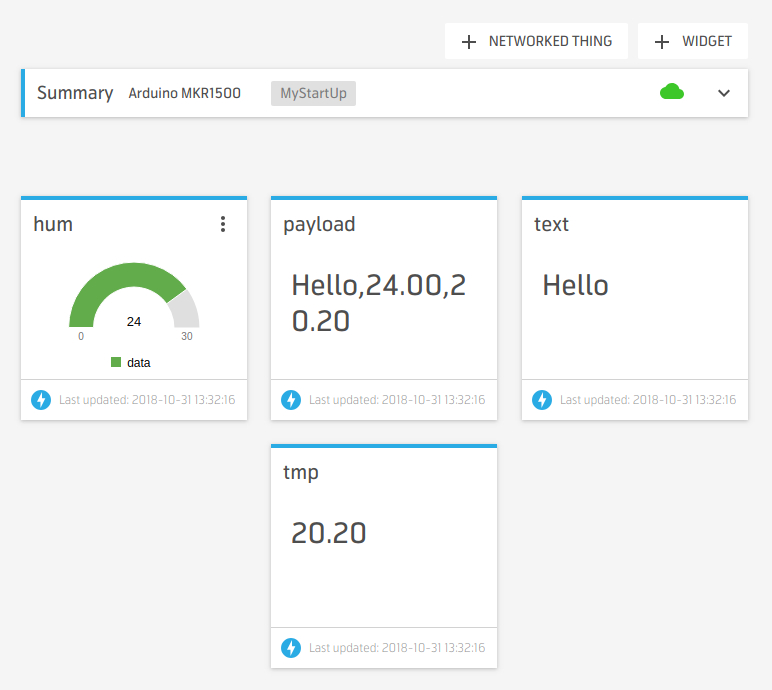 NETWORKED THING
WIDGET
Summary Arduino MKR1500 MyStartUp
hum
24
0 30
data
Last updated: 2018-10-31 13:32:16
payload
Hello,24.00,2
0.20
Last updated: 2018-10-31 13:32:16
text
Hello
Last updated: 2018-10-31 13:32:16
tmp
20.20
Last updated: 2018-10-31 13:32:16